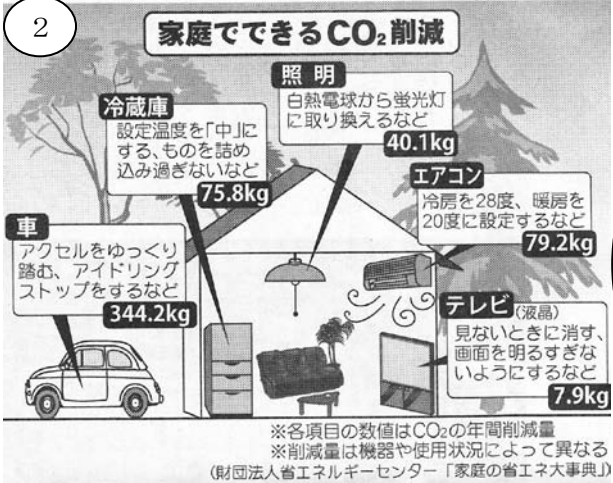 2
家庭でできるCO₂削減
照明
白熱電球から蛍光灯
に取り換えるなど
40.1kg
冷蔵庫
設定温度を「中」に
する、ものを詰め
込み過ぎないなど
75.8kg
エアコン
冷房を28度、暖房を
20度に設定するなど
79.2kg
車
アクセルをゆっくり
踏む、アイドリング
ストップをするなど
344.2kg
テレビ(液晶)
見ないときに消す、
画面を明るすぎな
いようにするなど
7.9kg
※各項目の数値はCO₂の年間削減量
※削減量は機器や使用状況によって異なる
(財団法人省エネルギーセンター「家庭の省エネ大事典」)